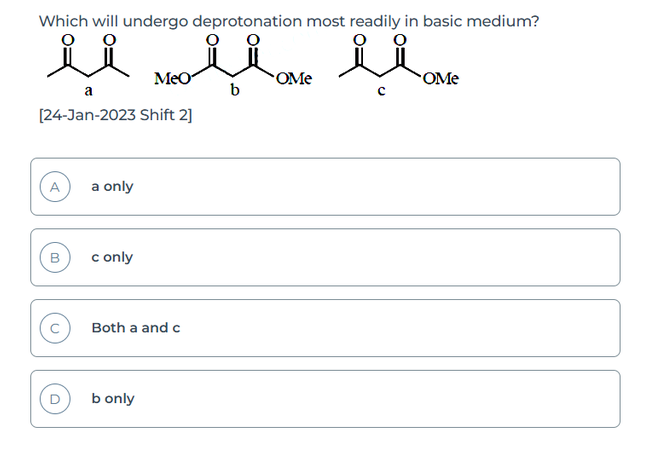 Which will undergo deprotonation most readily in basic medium?
O O O O O O
MeO OMe OMe
a b c
[24-Jan-2023 Shift 2]
A a only
B c only
C Both a and c
D b only